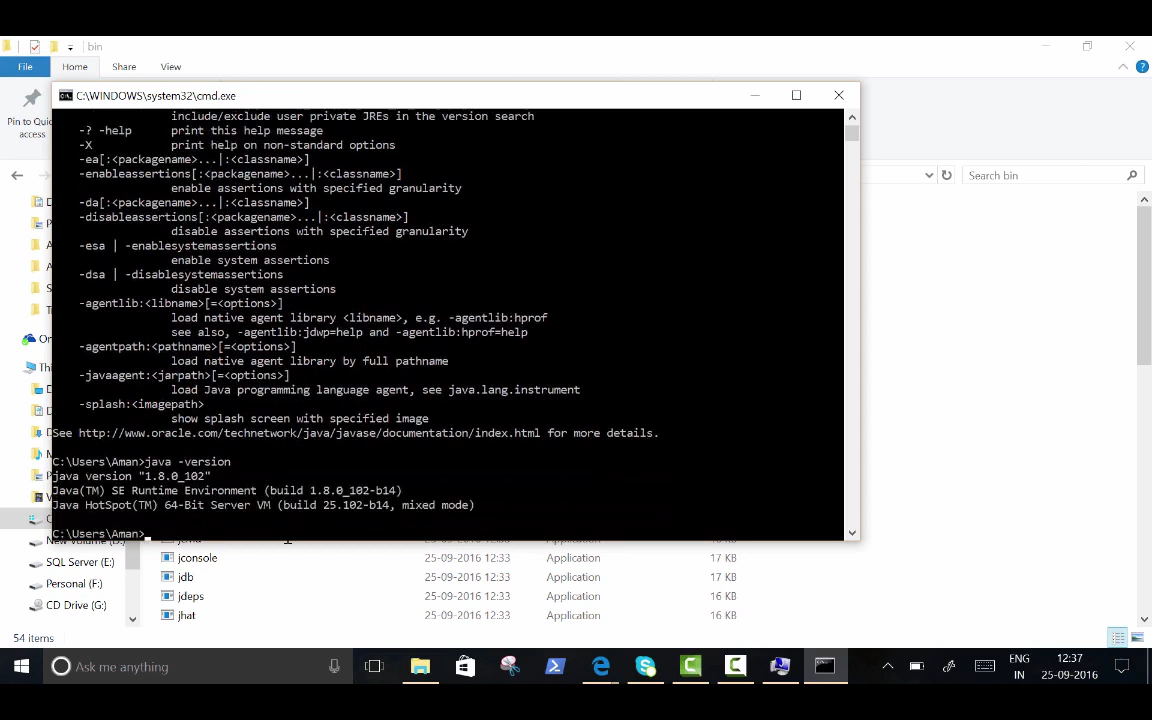 bin
File
Home
Share
View
Pin to Quic
access
Search bin
C:\WINDOWS\system32\cmd.exe
include/exclude user private JREs in the version search
-? -help print this help message
-X print help on non-standard options
-ea[:<packagename>...|:<classname>]
-enableassertions[:<packagename>...|:<classname>]
enable assertions with specified granularity
-da[:<packagename>...|:<classname>]
-disableassertions[:<packagename>...|:<classname>]
disable assertions with specified granularity
-esa | -enablesystemassertions
enable system assertions
-dsa | -disablesystemassertions
disable system assertions
-agentlib:<libname>[=<options>]
load native agent library <libname>, e.g. -agentlib:hprof
see also, -agentlib:jdwp=help and -agentlib:hprof=help
-agentpath:<pathname>[=<options>]
load native agent library by full pathname
-javaagent:<jarpath>[=<options>]
load Java programming language agent, see java.lang.instrument
-splash:<imagepath>
show splash screen with specified image
See http://www.oracle.com/technetwork/java/javase/documentation/index.html for more details.
C:\Users\Aman>java -version
java version "1.8.0_102"
Java(TM) SE Runtime Environment (build 1.8.0_102-b14)
Java HotSpot(TM) 64-Bit Server VM (build 25.102-b14, mixed mode)
C:\Users\Aman>
On
Thi
SQL Server (E:)
Personal (F:)
CD Drive (G:)
jconsole 25-09-2016 12:33 Application 17 KB
jdb 25-09-2016 12:33 Application 17 KB
jdeps 25-09-2016 12:33 Application 16 KB
jhat 25-09-2016 12:33 Application 16 KB
54 items
Ask me anything
ENG
IN
12:37
25-09-2016